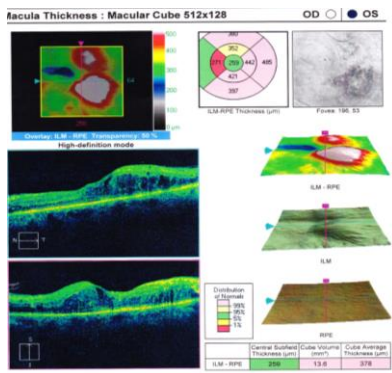 Macula Thickness : Macular Cube 512x128
OD OS
500
400
300
200
100
0 µm
Overlay: ILM - RPE Transparency: 50 %
High-definition mode
N T
S
I
380
352
271 259 442 485
421
397
ILM-RPE Thickness (µm)
Fovea: 198, 53
ILM - RPE
ILM
RPE
Distribution
of Normals
99%
95%
5%
1%
Central Subfield Thickness (µm) Cube Volume (mm³) Cube Average Thickness (µm)
ILM - RPE 259 13.6 378